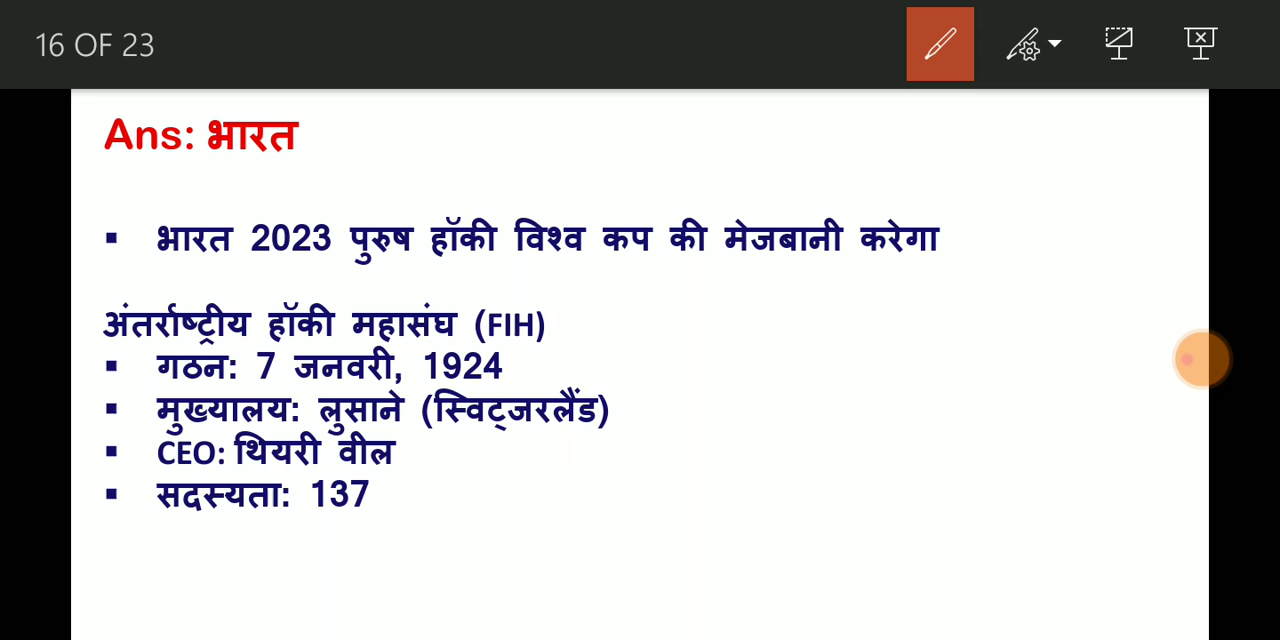 16 OF 23
Ans: भारत
▪ भारत 2023 पुरुष हॉकी विश्व कप की मेजबानी करेगा
अंतर्राष्ट्रीय हॉकी महासंघ (FIH)
▪ गठन: 7 जनवरी, 1924
▪ मुख्यालय: लुसाने (स्विट्जरलैंड)
▪ CEO: थियरी वील
▪ सदस्यता: 137